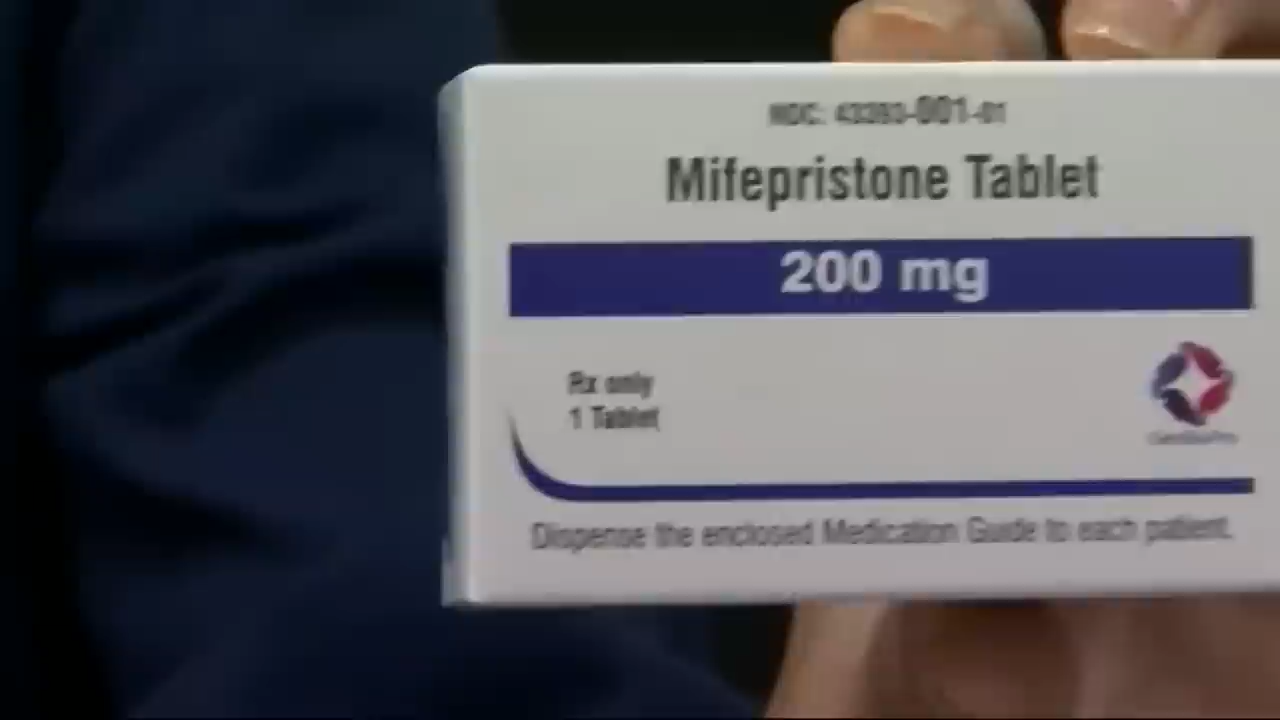 NDC: 43393-001-01
Mifepristone Tablet
200 mg
Rx only
1 Tablet
Dispense the enclosed Medication Guide to each patient.